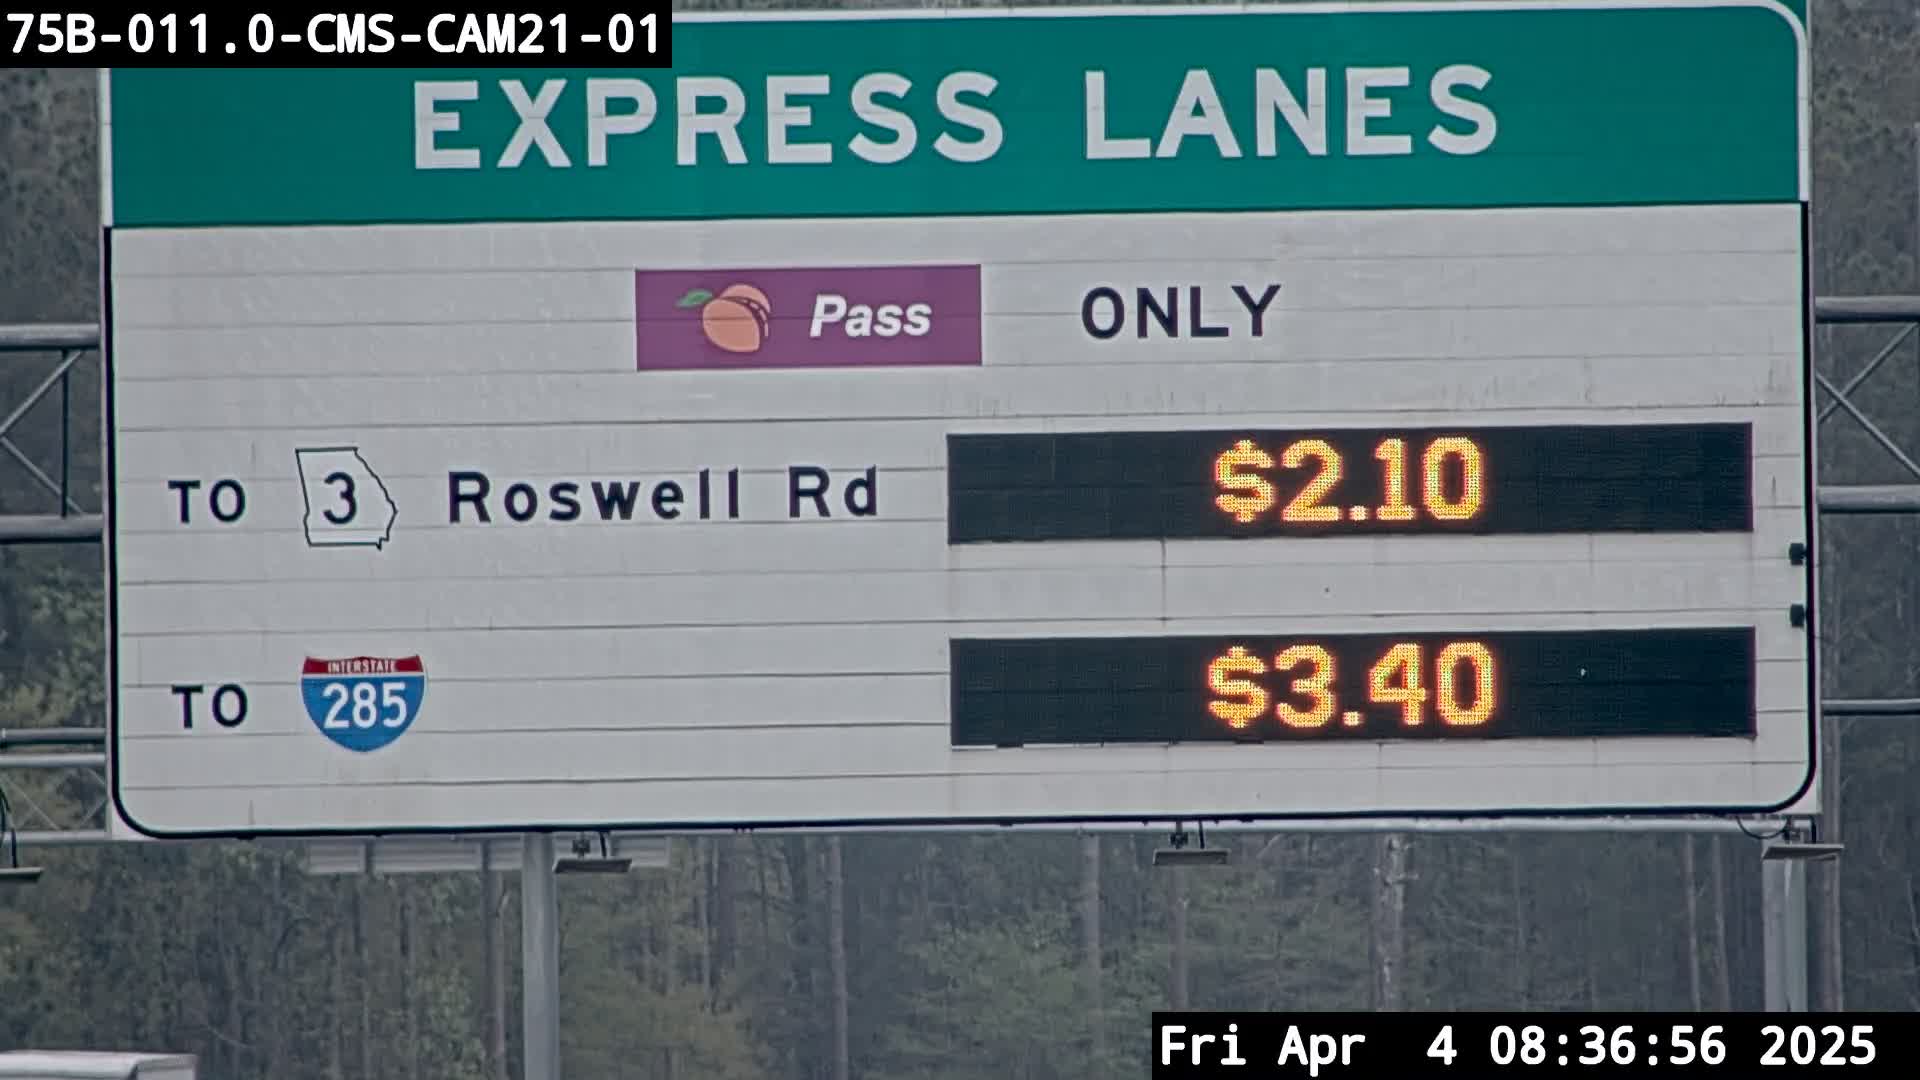 75B-011.0-CMS-CAM21-01
EXPRESS LANES
Pass ONLY
TO 3 Roswell Rd $2.10
INTERSTATE
TO 285 $3.40
Fri Apr 4 08:36:56 2025